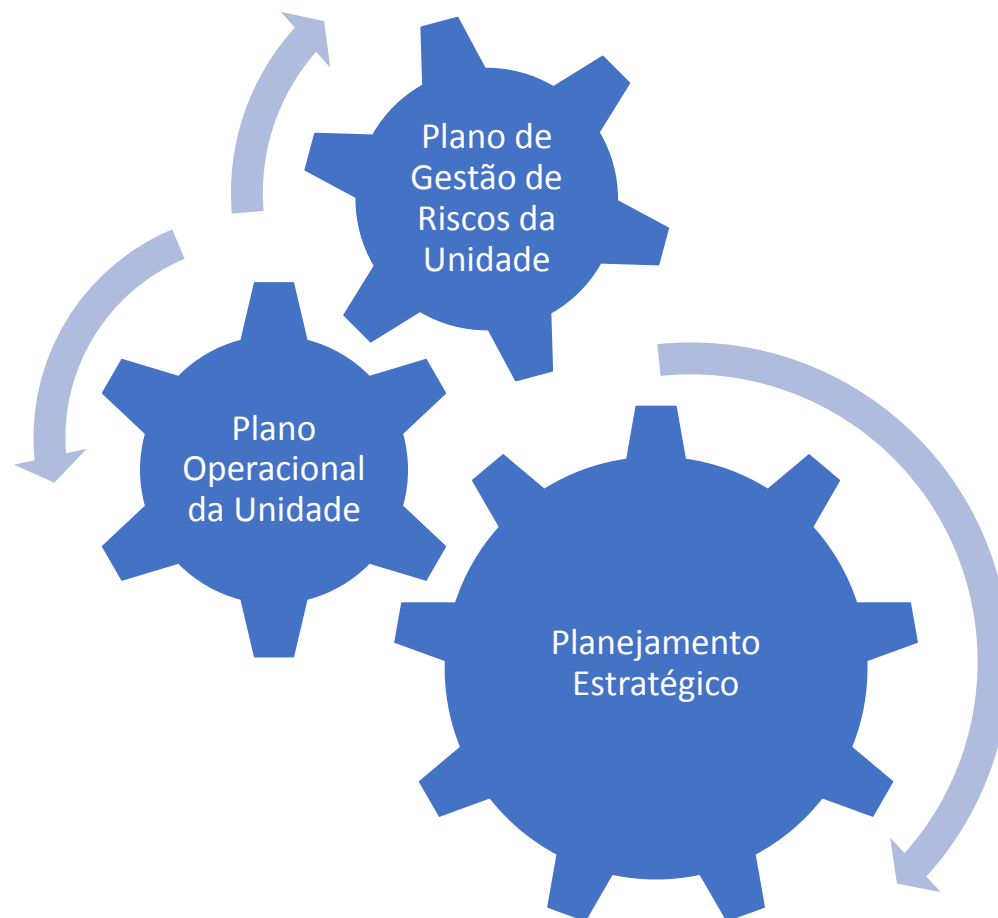 Plano de
Gestão de
Riscos da
Unidade
Plano
Operacional
da Unidade
Planejamento
Estratégico